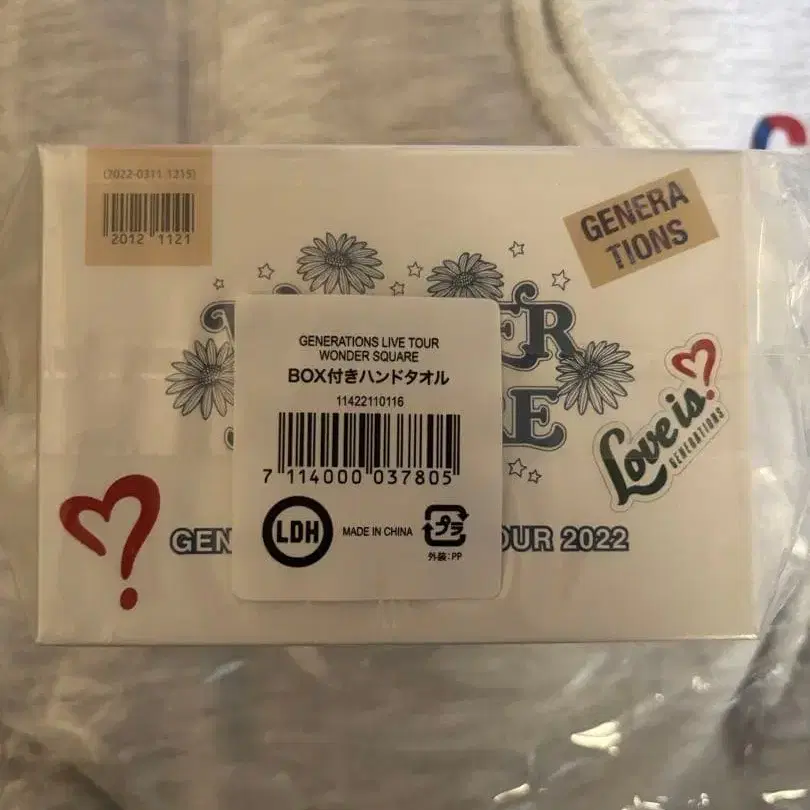 (2022-0311 1215)
2012 1121
GENERA
TIONS
ER
RE
GENERATIONS LIVE TOUR
WONDER SQUARE
BOX付きハンドタオル
11422110116
7 114000 037805
LDH
MADE IN CHINA
プラ
外装:PP
Love is?
GENERATIONS
GEN OUR 2022